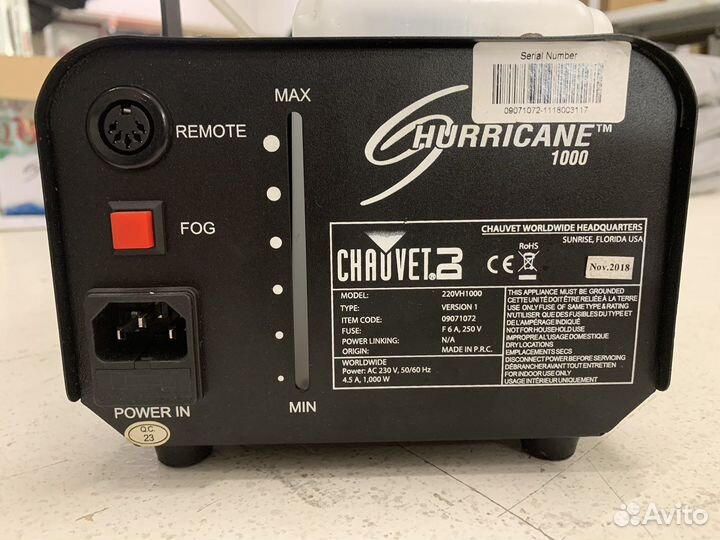 Serial Number
09071072-1118003117
MAX
REMOTE
HURRICANE™
1000
FOG
CHAUVET WORLDWIDE HEADQUARTERS
SUNRISE, FLORIDA USA
CHAUVET®
CE
RoHS
Nov.2018
MODEL: 220VH1000
TYPE: VERSION 1
ITEM CODE: 09071072
FUSE: F 6 A, 250 V
POWER LINKING: N/A
ORIGIN: MADE IN P.R.C.
WORLDWIDE
Power: AC 230 V, 50/60 Hz
4.5 A, 1,000 W
THIS APPLIANCE MUST BE GROUNDED
CETTE UNITÉ DOIT ÊTRE RELIÉE À LA TERRE
USE ONLY FUSE OF SAME TYPE & RATING
N'UTILISER QUE DES FUSIBLES DU TYPE ET
DE L'AMPÉRAGE INDIQUÉ
NOT FOR HOUSEHOLD USE
IMPROPRE A L'USAGE DOMESTIQUE
DRY LOCATIONS
EMPLACEMENTS SECS
DISCONNECT POWER BEFORE SERVICING
DÉBRANCHER AVANT TOUT ENTRETIEN
FOR INDOOR USE ONLY
USAGE INTÉRIEUR UNIQUEMENT
POWER IN
MIN
Q.C.
23
Avito